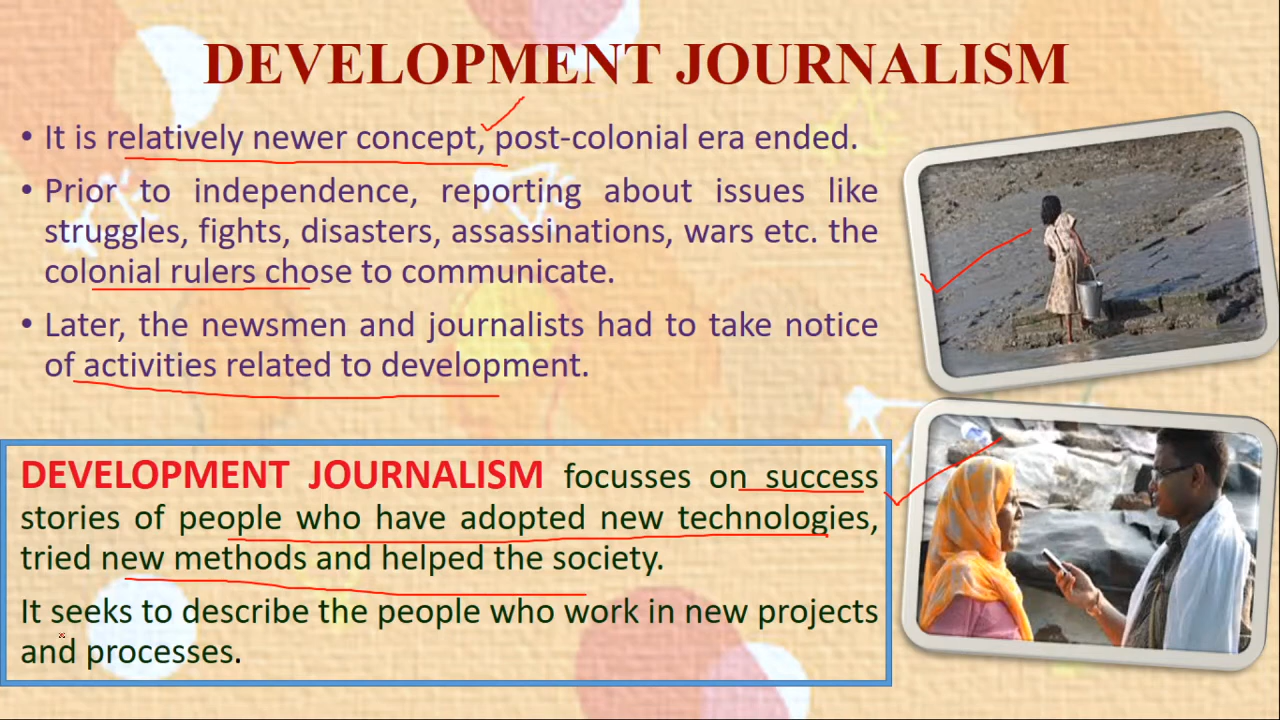 DEVELOPMENT JOURNALISM
• It is relatively newer concept, post-colonial era ended.
• Prior to independence, reporting about issues like
struggles, fights, disasters, assassinations, wars etc. the
colonial rulers chose to communicate.
• Later, the newsmen and journalists had to take notice
of activities related to development.
DEVELOPMENT JOURNALISM focusses on success
stories of people who have adopted new technologies,
tried new methods and helped the society.
It seeks to describe the people who work in new projects
and processes.